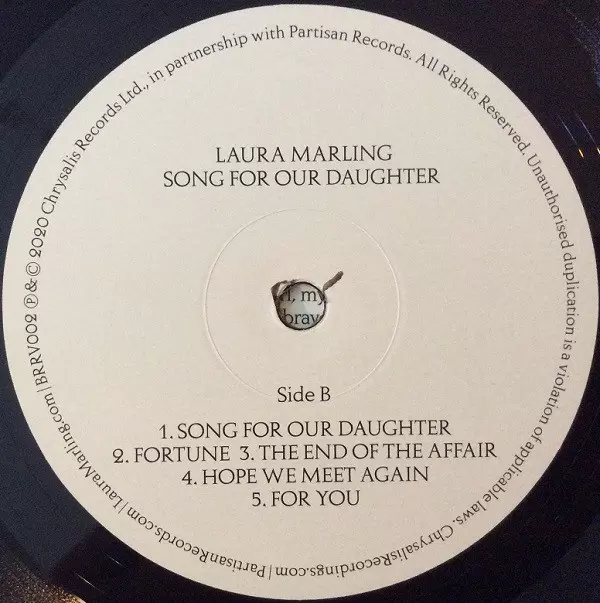 LAURA MARLING
SONG FOR OUR DAUGHTER
my
brav
Side B
1. SONG FOR OUR DAUGHTER
2. FORTUNE 3. THE END OF THE AFFAIR
4. HOPE WE MEET AGAIN
5. FOR YOU
BRRV002 ℗ & © 2020 Chrysalis Records Ltd., in partnership with Partisan Records. All Rights Reserved. Unauthorised duplication is a violation of applicable laws. ChrysalisRecordings.com | PartisanRecords.com | LauraMarling.com |